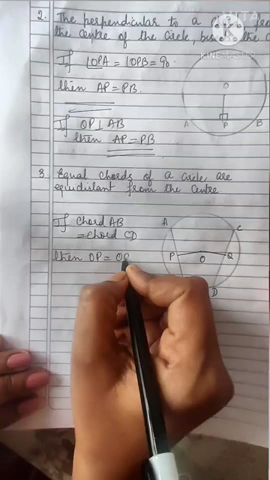 2. The perpendicular to a
the centre of the circle,
If ∠OPA = ∠OPB = 90
then AP = PB.
If OP ⊥ AB
then AP = PB
O
A P B
3. Equal chords of a circle are
equidistant from the centre
If chord AB
= chord CD
then OP = OQ
A C
P O Q
D
KINEMASTER